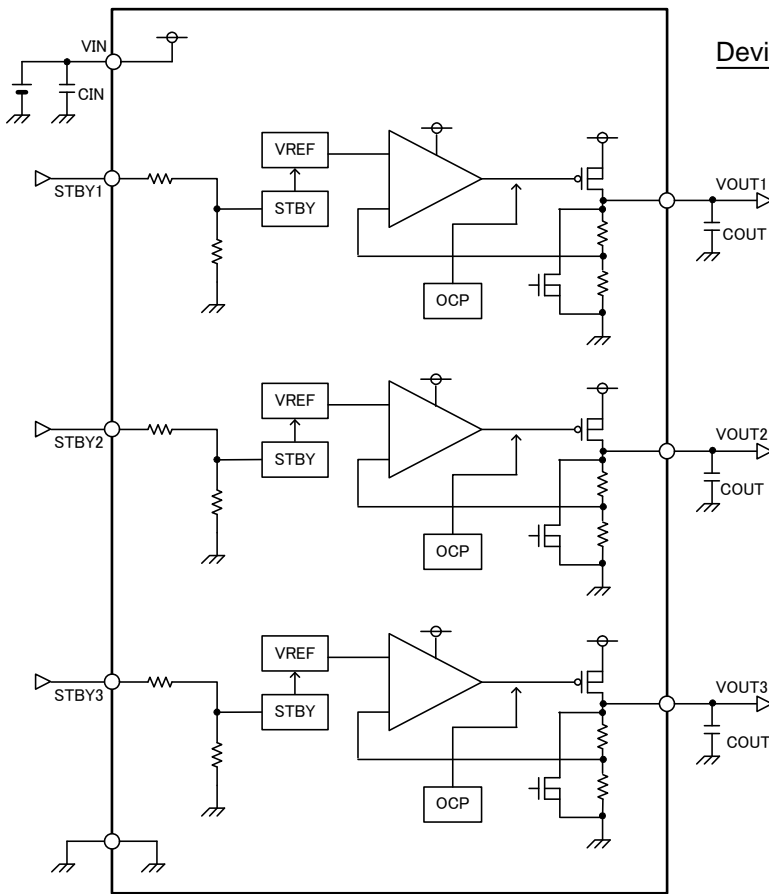 VIN
Devi
CIN
VREF
STBY1
STBY
VOUT1
COUT
OCP
VREF
STBY2
STBY
VOUT2
COUT
OCP
VREF
STBY3
STBY
VOUT3
COUT
OCP